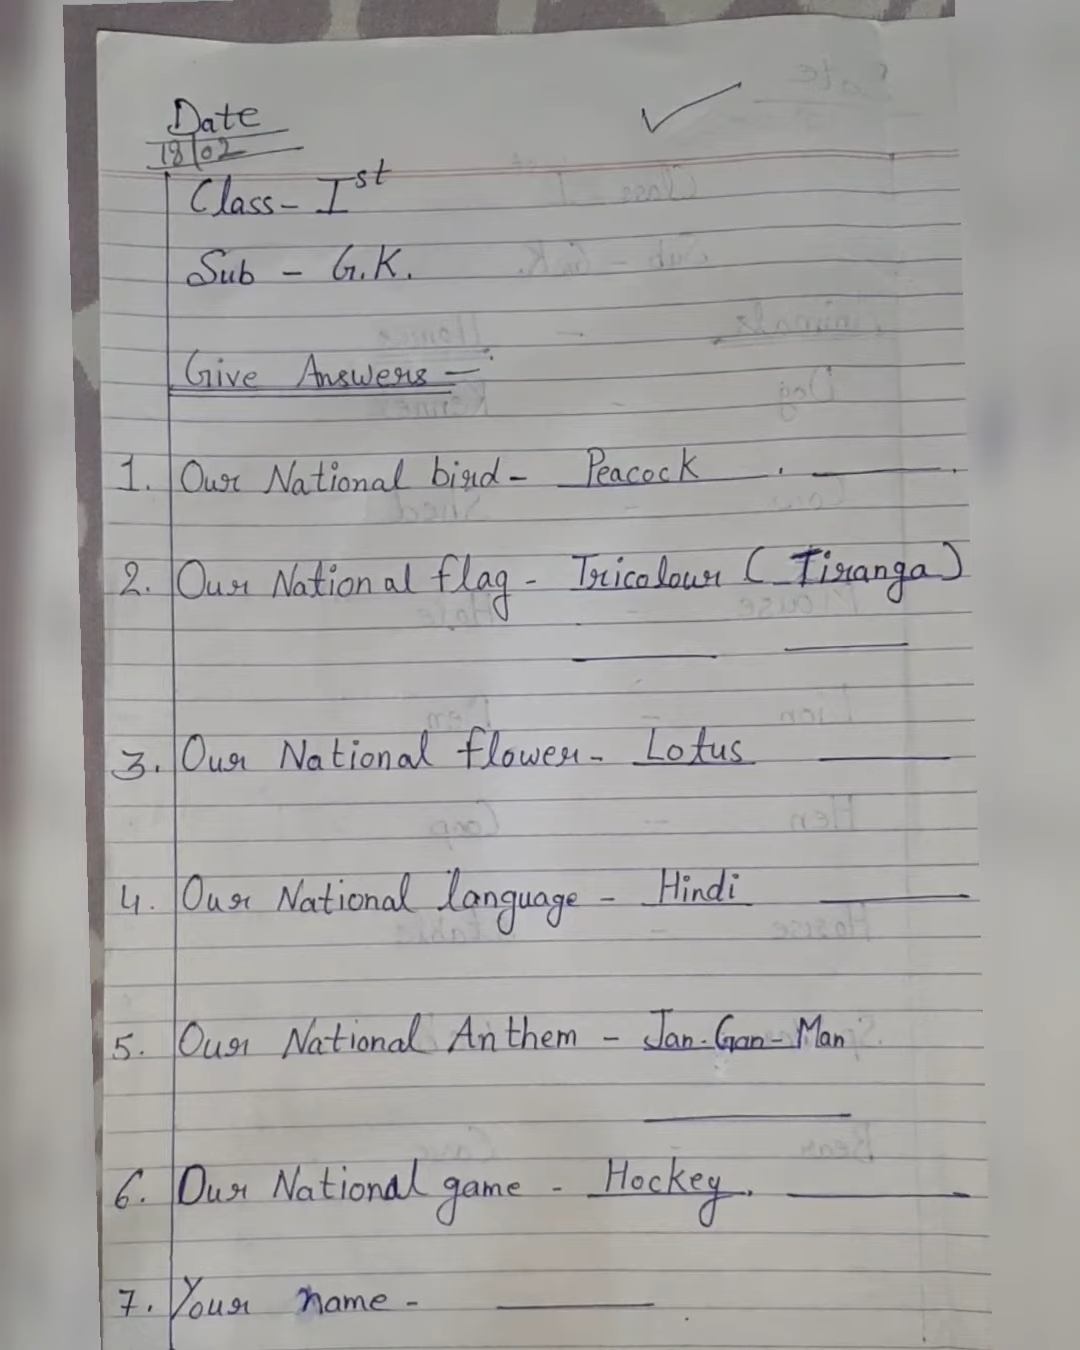 Date
18/02
Class- Ist
Sub - G.K.
Give Answers -
1. Our National bird - Peacock
2. Our National flag - Tricolour ( Tiranga )
3. Our National flower - Lotus
4. Our National language - Hindi
5. Our National Anthem - Jan-Gan-Man
6. Our National game - Hockey.
7. Your name -